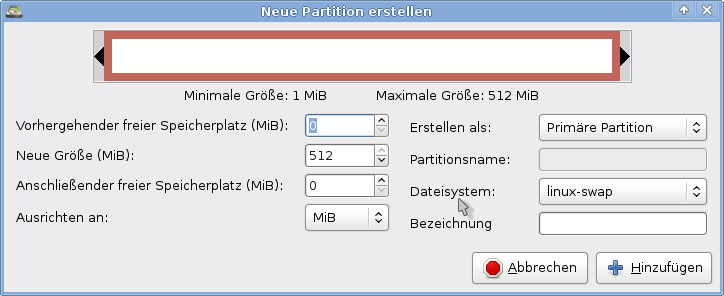 Neue Partition erstellen
Minimale Größe: 1 MiB Maximale Größe: 512 MiB
Vorhergehender freier Speicherplatz (MiB): 0 Erstellen als: Primäre Partition
Neue Größe (MiB): 512 Partitionsname:
Anschließender freier Speicherplatz (MiB): 0 Dateisystem: linux-swap
Ausrichten an: MiB Bezeichnung
Abbrechen Hinzufügen